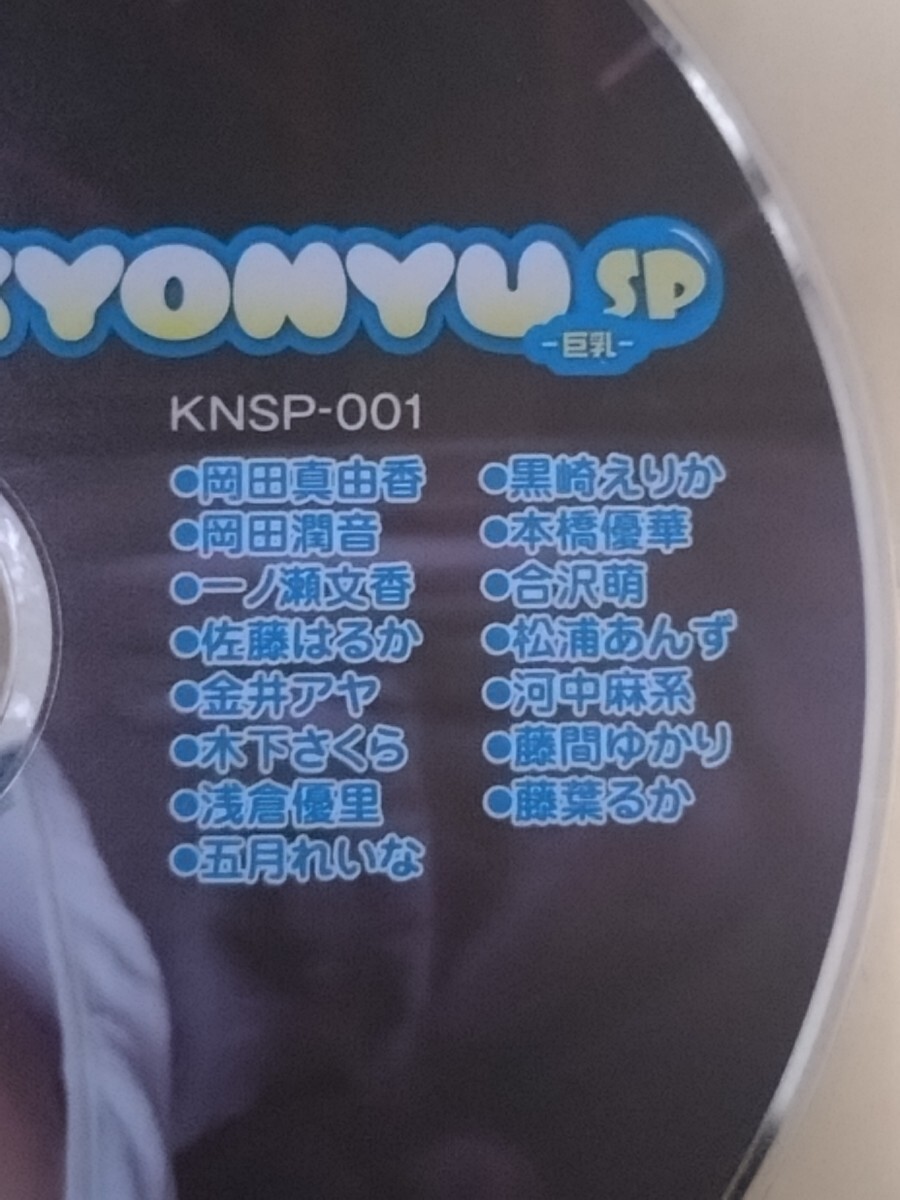 KYONYU SP
-巨乳-
KNSP-001
●岡田真由香
●岡田潤音
●一ノ瀬文香
●佐藤はるか
●金井アヤ
●木下さくら
●浅倉優里
●五月れいな
●黒崎えりか
●本橋優華
●合沢萌
●松浦あんず
●河中麻系
●藤間ゆかり
●藤葉るか